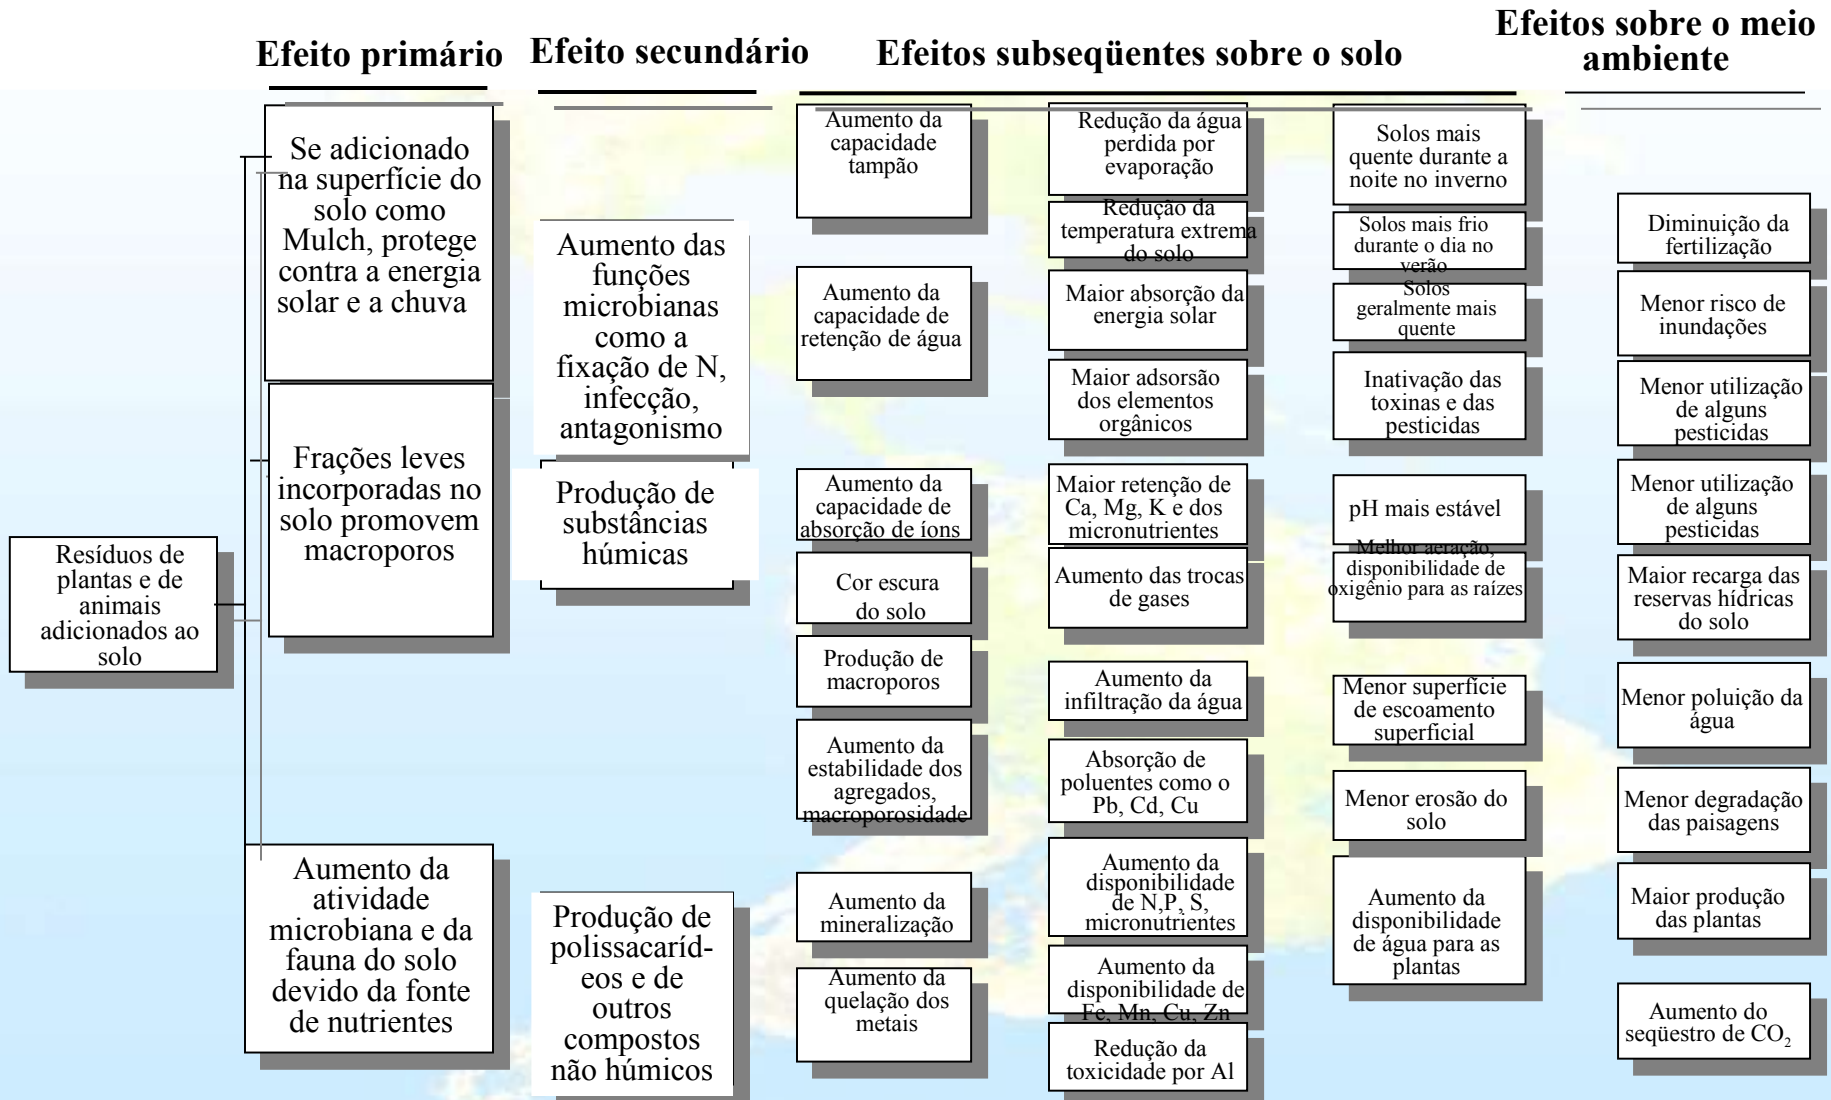 Efeito primário
Efeito secundário
Efeitos subseqüentes sobre o solo
Efeitos sobre o meio
ambiente
Resíduos de
plantas e de
animais
adicionados ao
solo
Se adicionado
na superfície do
solo como
Mulch, protege
contra a energia
solar e a chuva
Frações leves
incorporadas no
solo promovem
macroporos
Aumento da
atividade
microbiana e da
fauna do solo
devido da fonte
de nutrientes
Aumento das
funções
microbianas
como a
fixação de N,
infecção,
antagonismo
Produção de
substâncias
húmicas
Produção de
polissacaríd-
eos e de
outros
compostos
não húmicos
Aumento da
capacidade
tampão
Aumento da
capacidade de
retenção de água
Aumento da
capacidade de
absorção de íons
Cor escura
do solo
Produção de
macroporos
Aumento da
estabilidade dos
agregados,
macroporosidade
Aumento da
mineralização
Aumento da
quelação dos
metais
Redução da água
perdida por
evaporação
Redução da
temperatura extrema
do solo
Maior absorção da
energia solar
Maior adsorsão
dos elementos
orgânicos
Maior retenção de
Ca, Mg, K e dos
micronutrientes
Aumento das trocas
de gases
Aumento da
infiltração da água
Absorção de
poluentes como o
Pb, Cd, Cu
Aumento da
disponibilidade
de N,P, S,
micronutrientes
Aumento da
disponibilidade de
Fe, Mn, Cu, Zn
Redução da
toxicidade por Al
Solos mais
quente durante a
noite no inverno
Solos mais frio
durante o dia no
verão
Solos
geralmente mais
quente
Inativação das
toxinas e das
pesticidas
pH mais estável
Melhor aeração,
disponibilidade de
oxigênio para as raízes
Menor superfície
de escoamento
superficial
Menor erosão do
solo
Aumento da
disponibilidade
de água para as
plantas
Diminuição da
fertilização
Menor risco de
inundações
Menor utilização
de alguns
pesticidas
Menor utilização
de alguns
pesticidas
Maior recarga das
reservas hídricas
do solo
Menor poluição da
água
Menor degradação
das paisagens
Maior produção
das plantas
Aumento do
seqüestro de CO₂